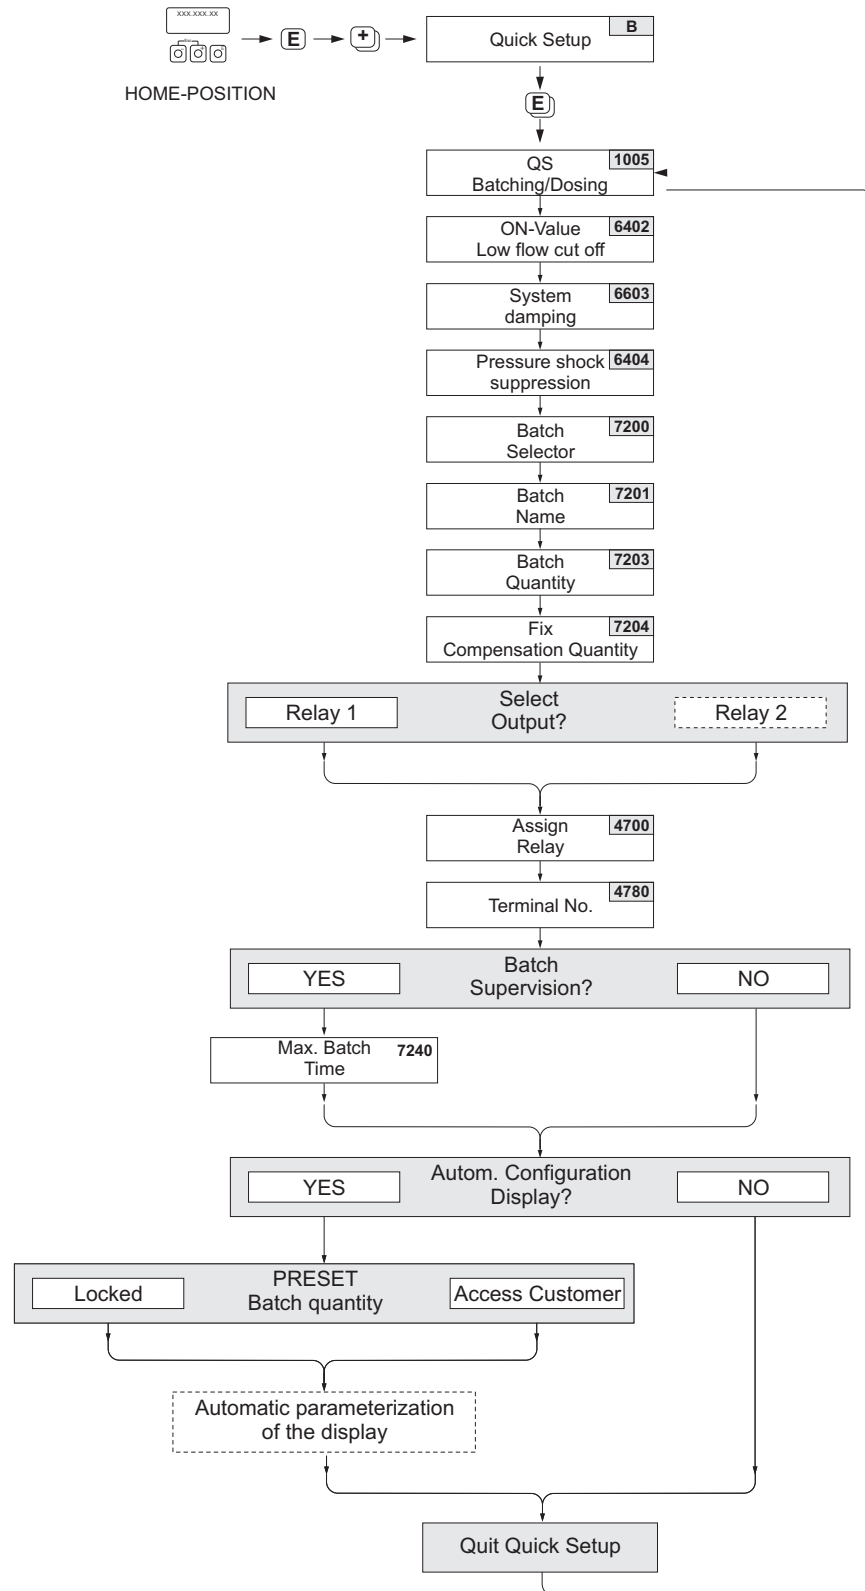 xxx.xxx.xx
Esc
E
+
Quick Setup
B
HOME-POSITION
E
QS
Batching/Dosing
1005
ON-Value
Low flow cut off
6402
System
damping
6603
Pressure shock
suppression
6404
Batch
Selector
7200
Batch
Name
7201
Batch
Quantity
7203
Fix
Compensation Quantity
7204
Relay 1
Select
Output?
Relay 2
Assign
Relay
4700
Terminal No.
4780
YES
Batch
Supervision?
NO
Max. Batch
Time
7240
YES
Autom. Configuration
Display?
NO
Locked
PRESET
Batch quantity
Access Customer
Automatic parameterization
of the display
Quit Quick Setup